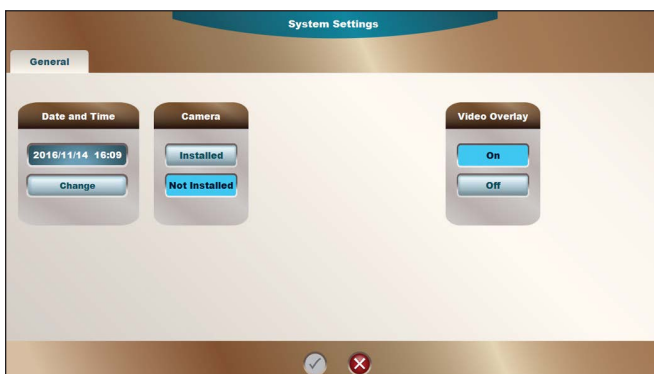 System Settings
General
Date and Time
2016/11/14 16:09
Change
Camera
Installed
Not Installed
Video Overlay
On
Off